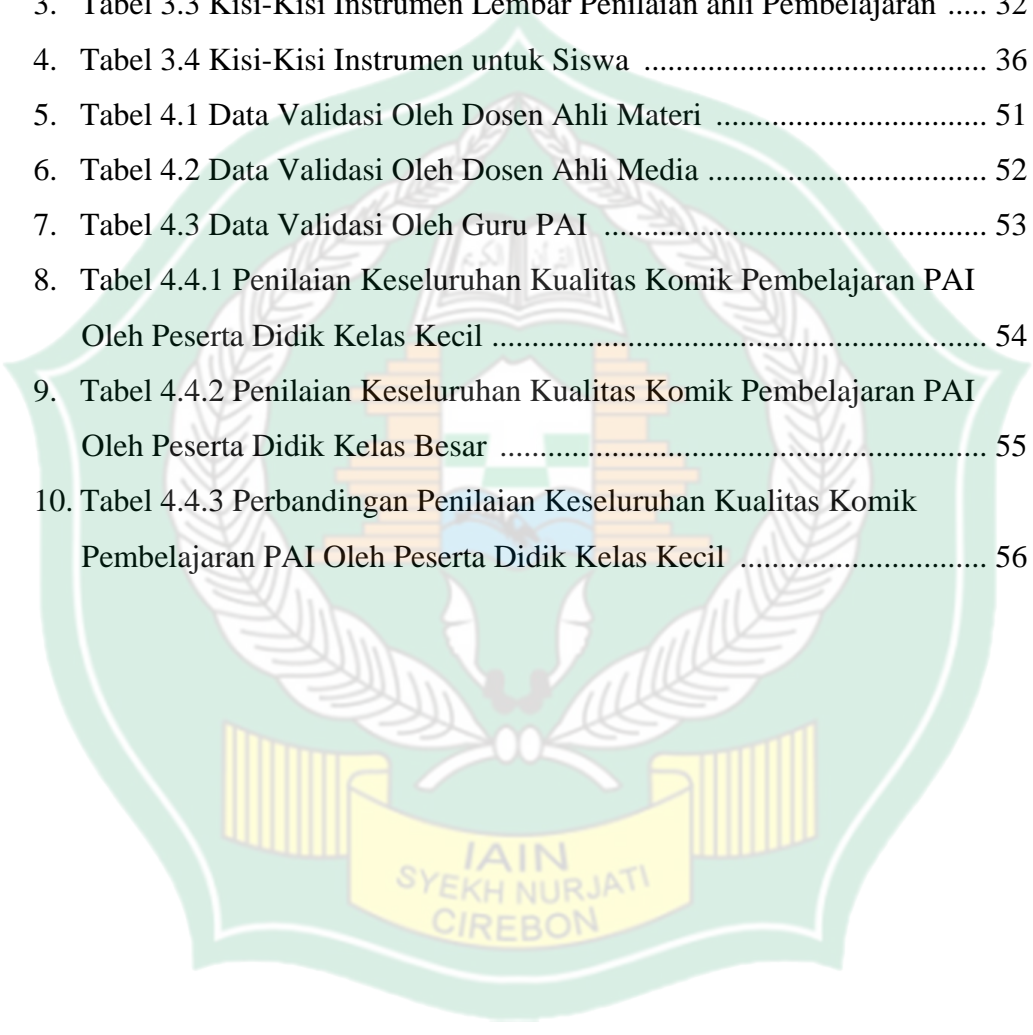 3. Tabel 3.3 Kisi-Kisi Instrumen Lembar Penilaian ahli Pembelajaran ..... 32
4. Tabel 3.4 Kisi-Kisi Instrumen untuk Siswa ....................................... 36
5. Tabel 4.1 Data Validasi Oleh Dosen Ahli Materi ............................... 51
6. Tabel 4.2 Data Validasi Oleh Dosen Ahli Media ................................ 52
7. Tabel 4.3 Data Validasi Oleh Guru PAI ............................................ 53
8. Tabel 4.4.1 Penilaian Keseluruhan Kualitas Komik Pembelajaran PAI
Oleh Peserta Didik Kelas Kecil ......................................................... 54
9. Tabel 4.4.2 Penilaian Keseluruhan Kualitas Komik Pembelajaran PAI
Oleh Peserta Didik Kelas Besar ........................................................ 55
10. Tabel 4.4.3 Perbandingan Penilaian Keseluruhan Kualitas Komik
Pembelajaran PAI Oleh Peserta Didik Kelas Kecil ............................ 56
IAIN
SYEKH NURJATI
CIREBON